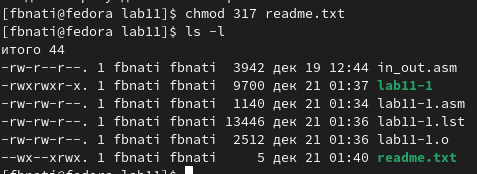 [fbnati@fedora lab11]$ chmod 317 readme.txt
[fbnati@fedora lab11]$ ls -l
итого 44
-rw-r--r--. 1 fbnati fbnati  3942 дек 19 12:44 in_out.asm
-rwxrwxr-x. 1 fbnati fbnati  9700 дек 21 01:37 lab11-1
-rw-rw-r--. 1 fbnati fbnati  1140 дек 21 01:34 lab11-1.asm
-rw-rw-r--. 1 fbnati fbnati 13446 дек 21 01:36 lab11-1.lst
-rw-rw-r--. 1 fbnati fbnati  2512 дек 21 01:36 lab11-1.o
--wx--xrwx. 1 fbnati fbnati     5 дек 21 01:40 readme.txt
[fbnati@fedora lab11]$